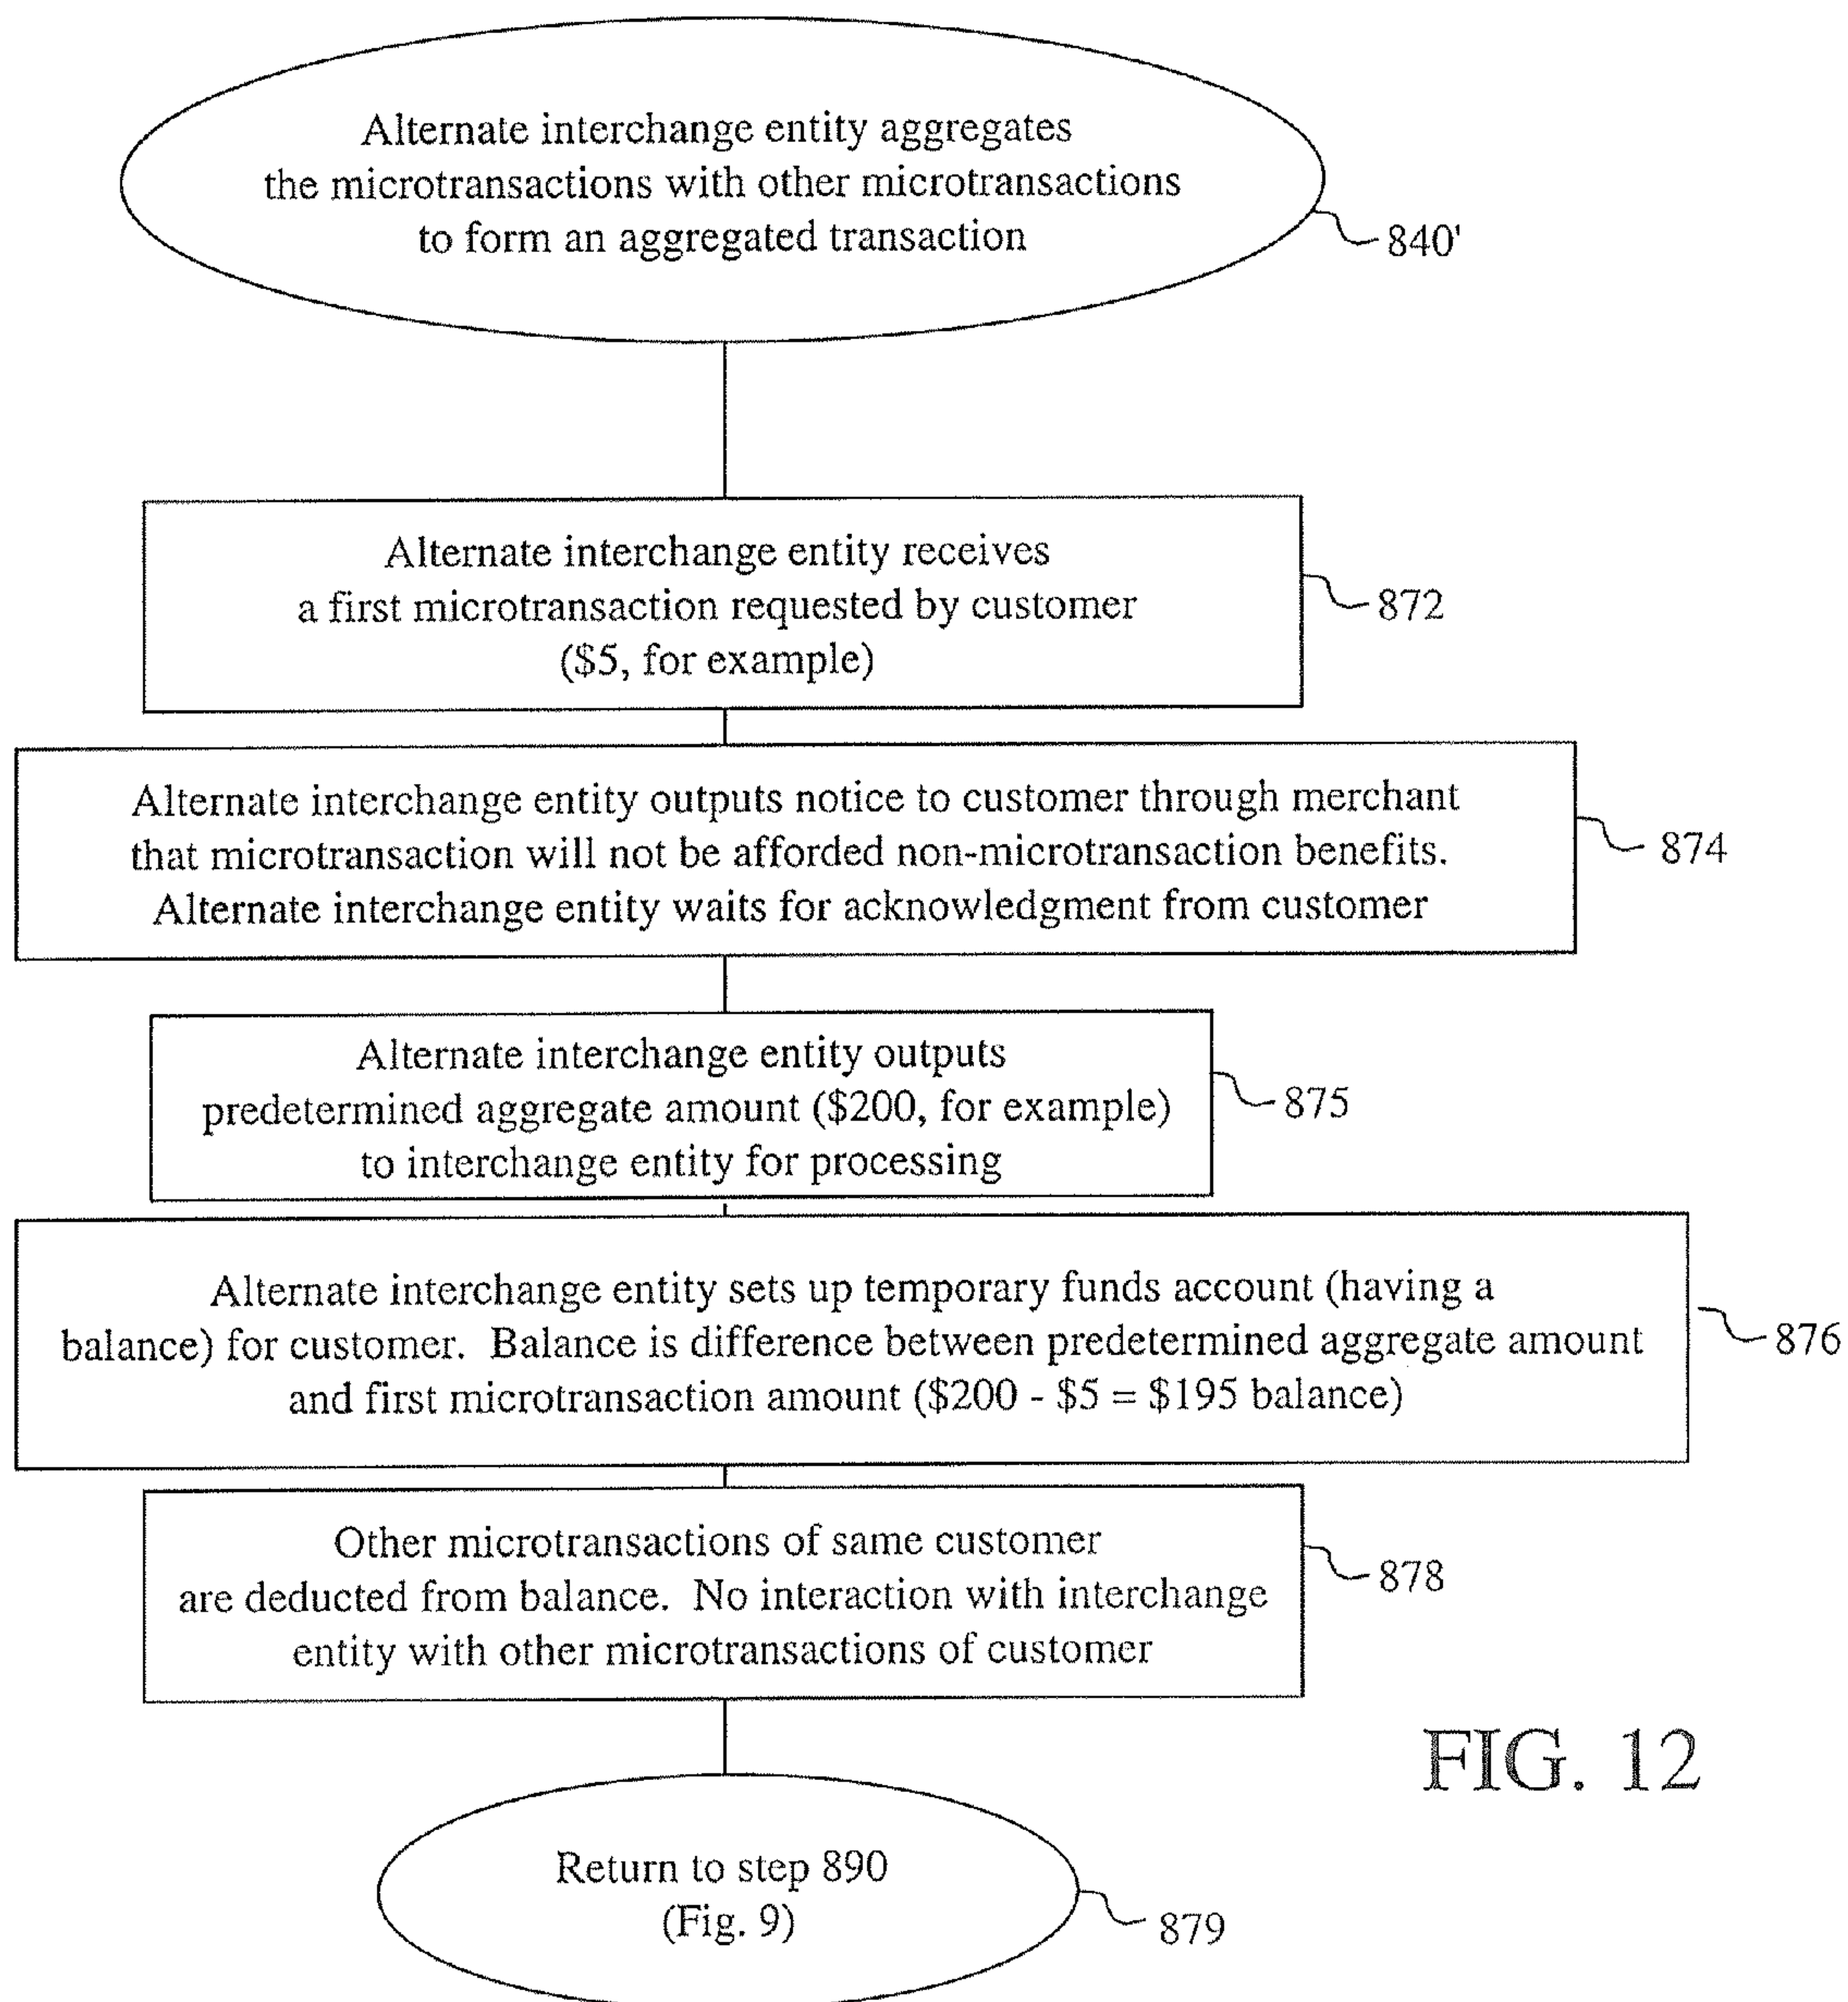 Alternate interchange entity aggregates
the microtransactions with other microtransactions
to form an aggregated transaction
840'
Alternate interchange entity receives
a first microtransaction requested by customer
($5, for example)
872
Alternate interchange entity outputs notice to customer through merchant
that microtransaction will not be afforded non-microtransaction benefits.
Alternate interchange entity waits for acknowledgment from customer
874
Alternate interchange entity outputs
predetermined aggregate amount ($200, for example)
to interchange entity for processing
875
Alternate interchange entity sets up temporary funds account (having a
balance) for customer. Balance is difference between predetermined aggregate amount
and first microtransaction amount ($200 - $5 = $195 balance)
876
Other microtransactions of same customer
are deducted from balance. No interaction with interchange
entity with other microtransactions of customer
878
FIG. 12
Return to step 890
(Fig. 9)
879